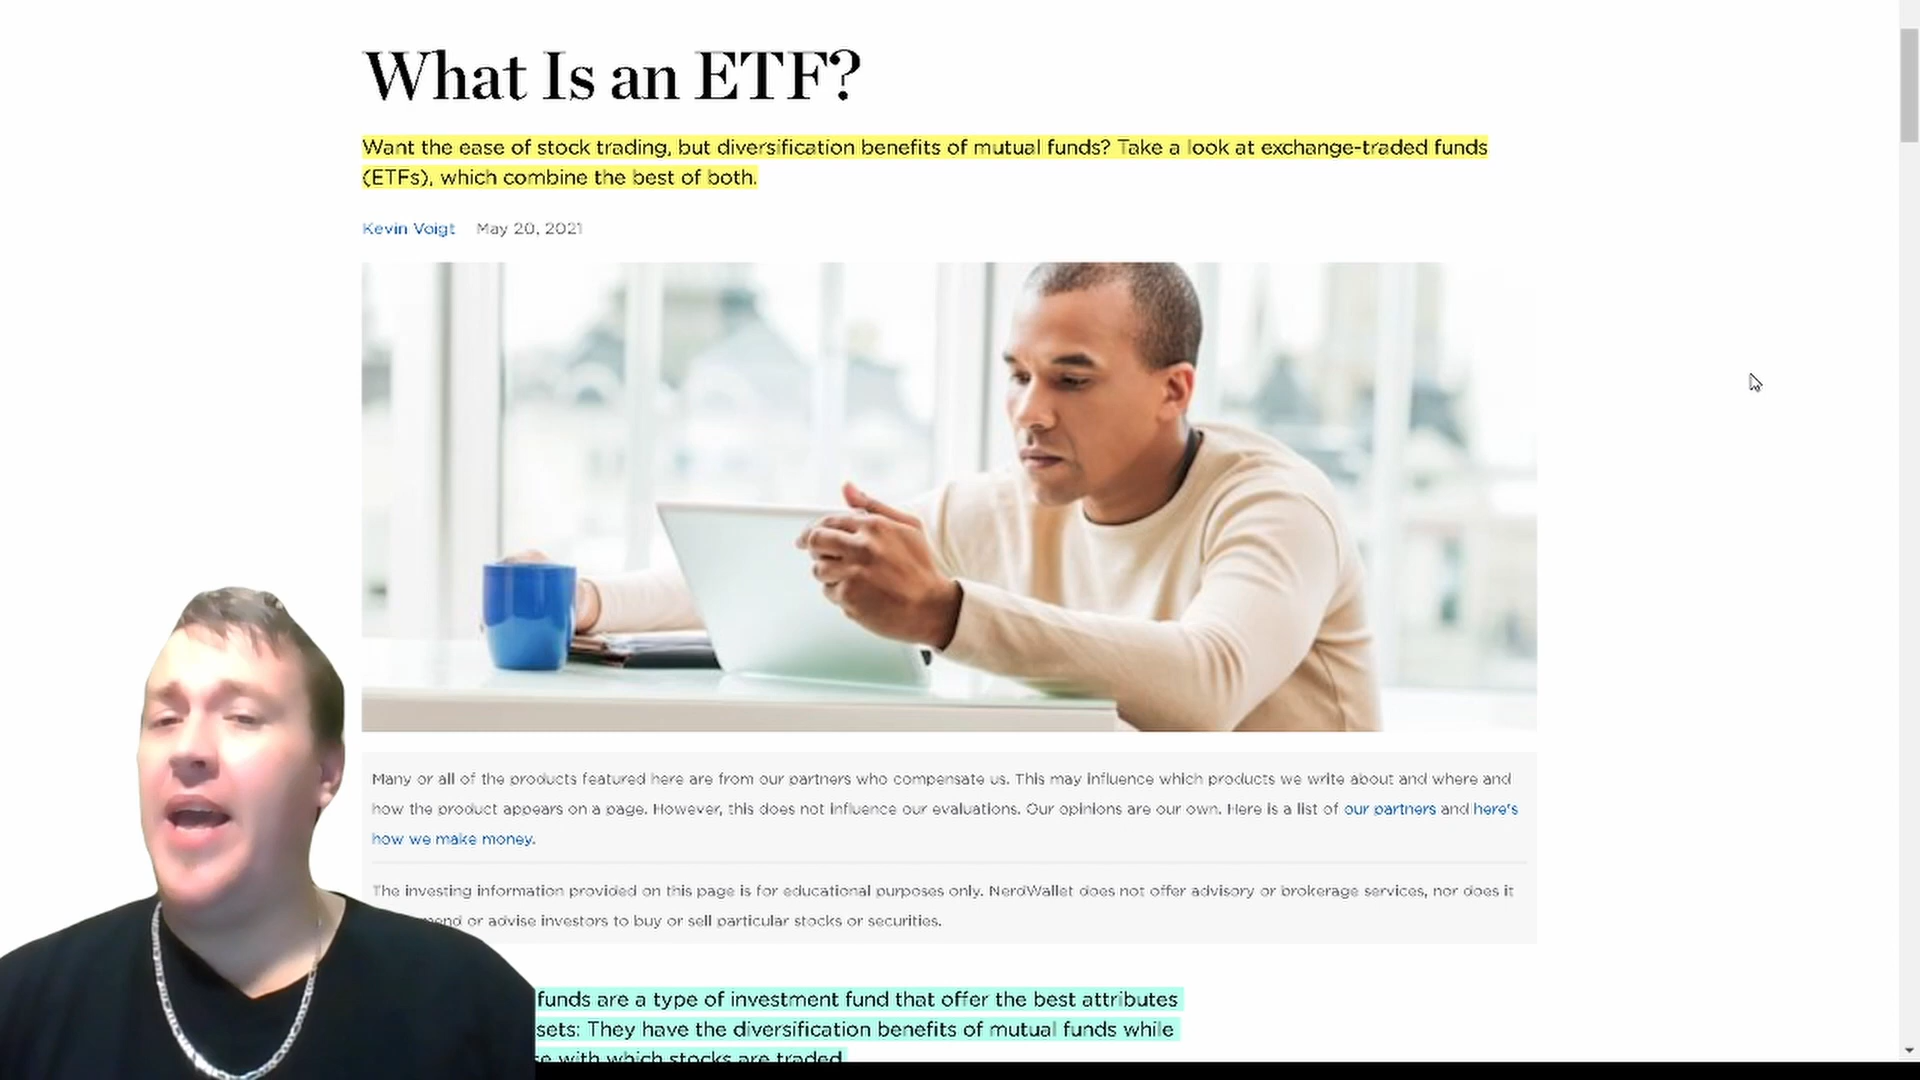 What Is an ETF?
Want the ease of stock trading, but diversification benefits of mutual funds? Take a look at exchange-traded funds
(ETFs), which combine the best of both.
Kevin Voigt May 20, 2021
Many or all of the products featured here are from our partners who compensate us. This may influence which products we write about and where and
how the product appears on a page. However, this does not influence our evaluations. Our opinions are our own. Here is a list of our partners and here's
how we make money.
The investing information provided on this page is for educational purposes only. NerdWallet does not offer advisory or brokerage services, nor does it
or advise investors to buy or sell particular stocks or securities.
funds are a type of investment fund that offer the best attributes
They have the diversification benefits of mutual funds while
with which stocks are traded